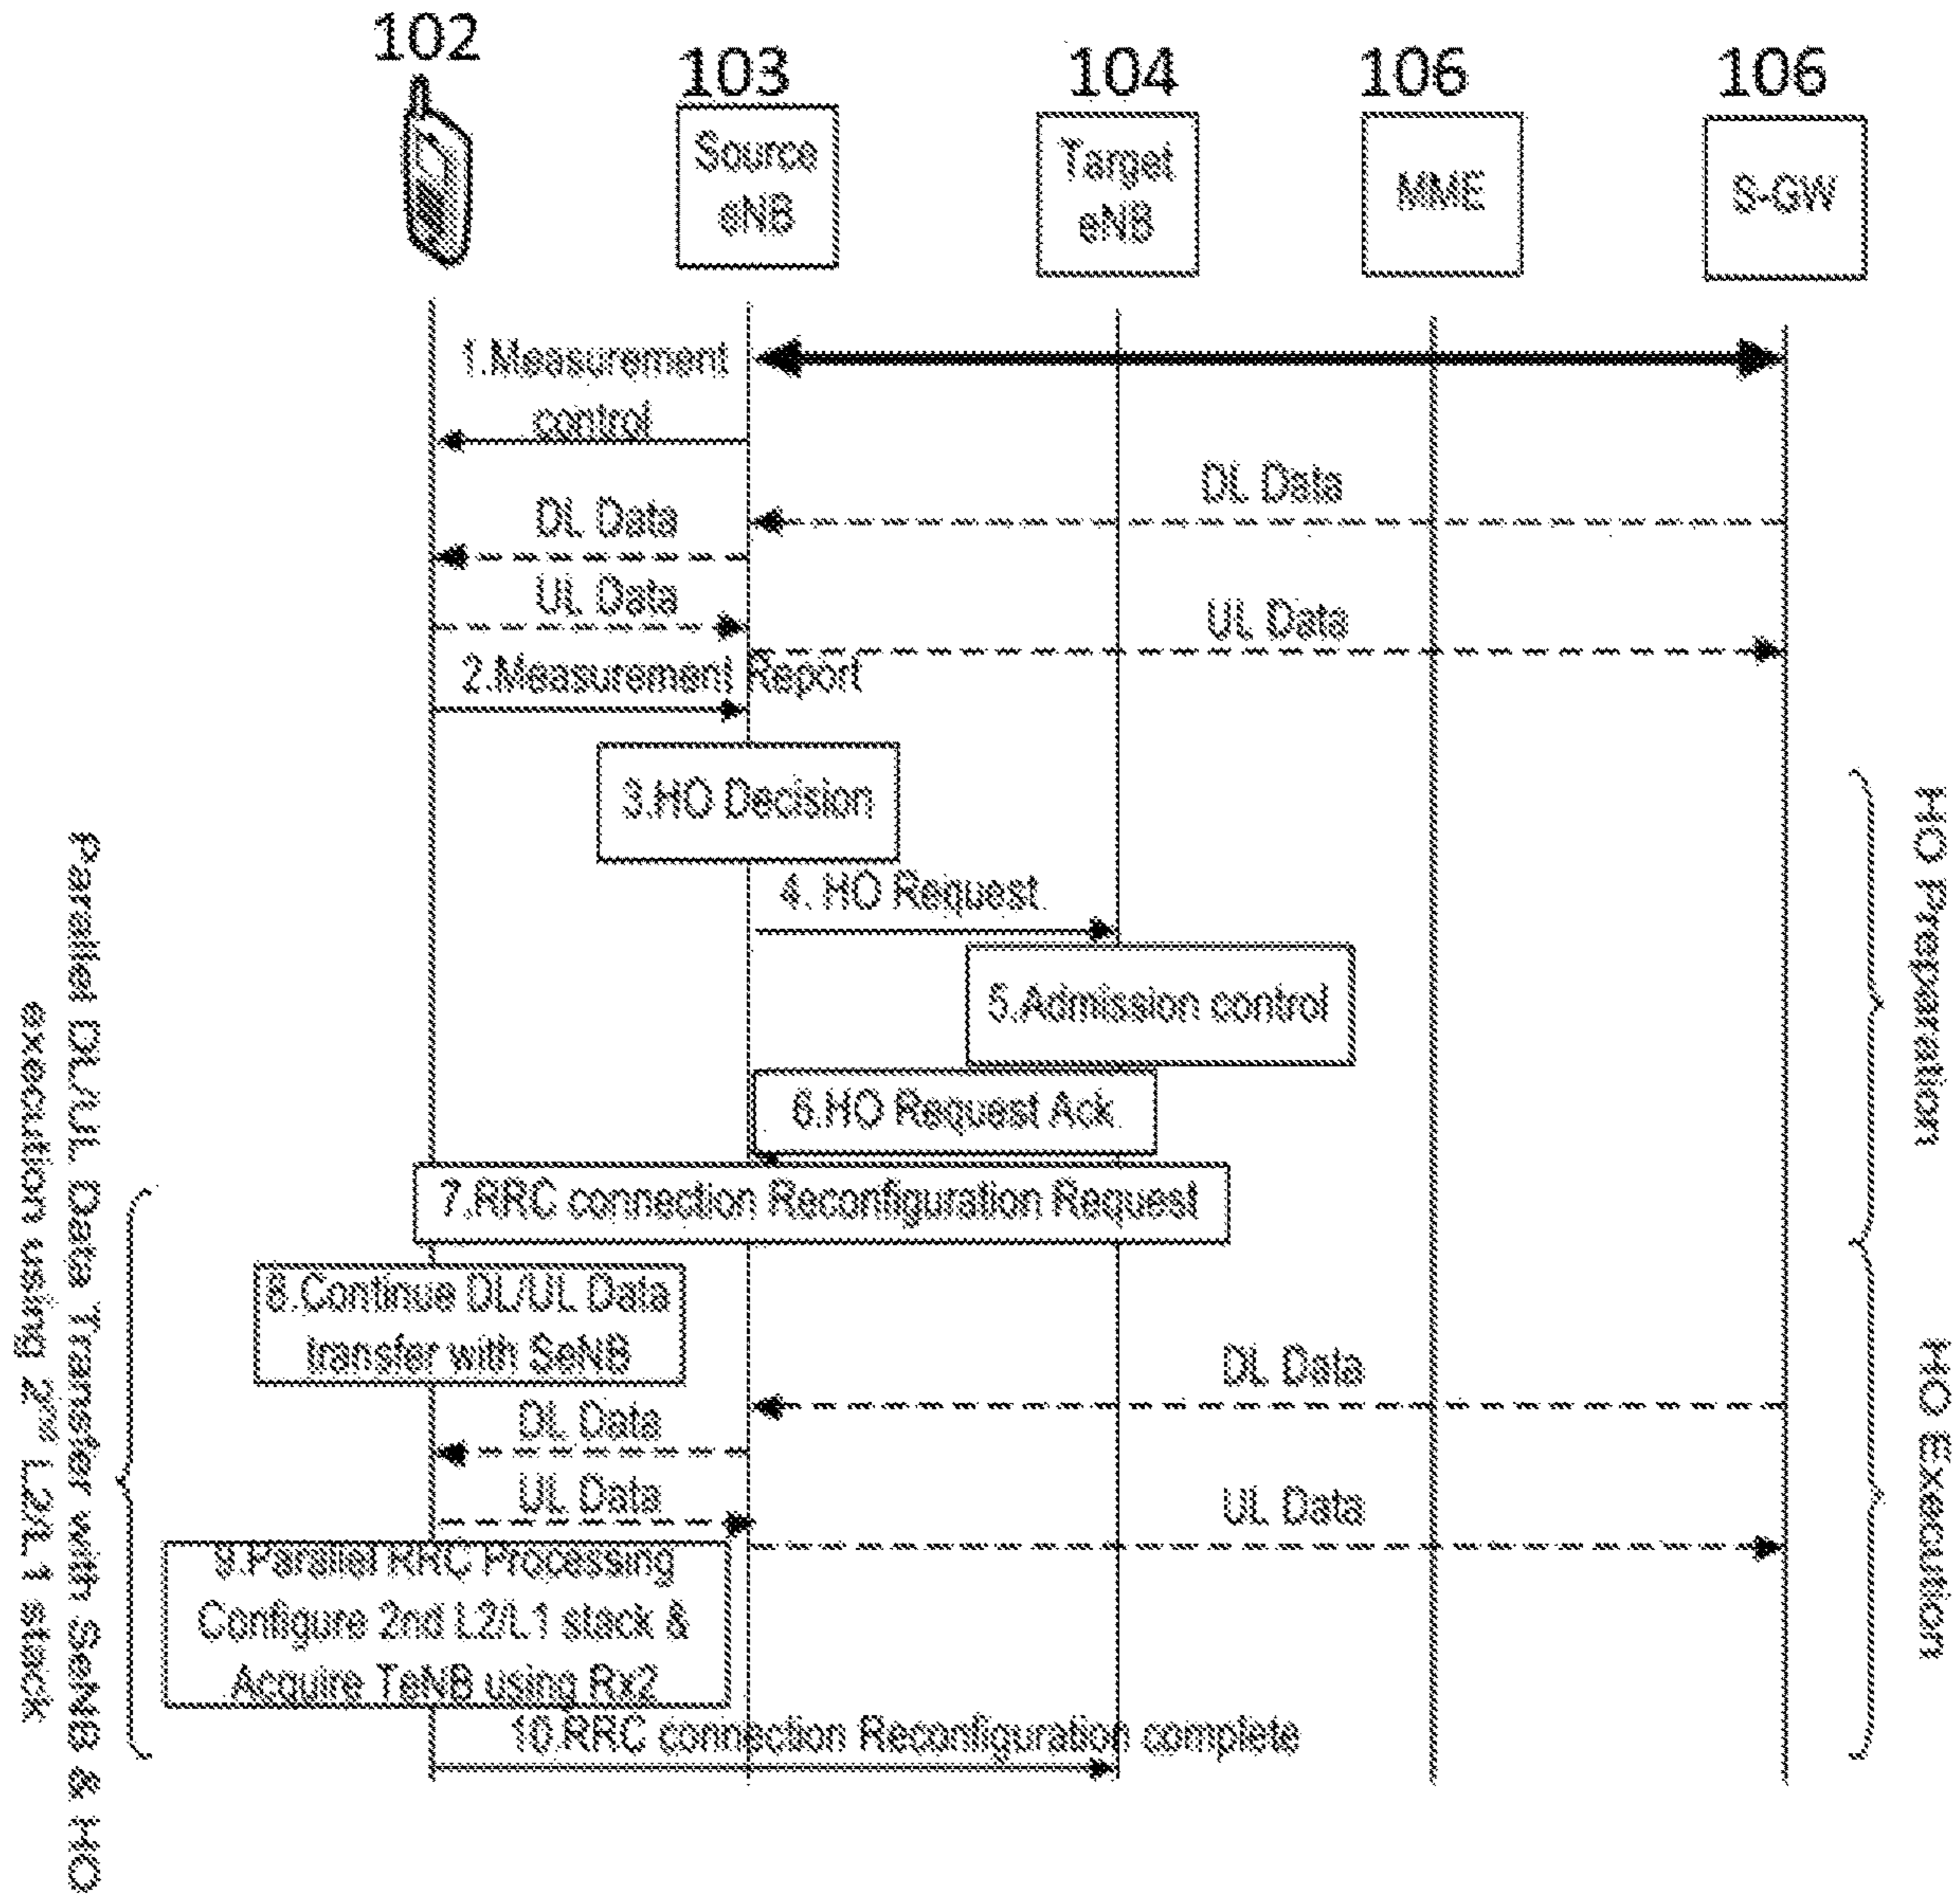 102
103
104
106
106
Source
eNB
Target
eNB
MME
S-GW
1.Measurement
control
DL Data
DL Data
UL Data
UL Data
2.Measurement Report
3.HO Decision
4. HO Request
5.Admission control
6.HO Request Ack
7.RRC connection Reconfiguration Request
8.Continue DL/UL Data
transfer with SeNB
DL Data
DL Data
UL Data
UL Data
9.Parallel RRC Processing
Configure 2nd L2/L1 stack &
Acquire TeNB using Rx2
10.RRC connection Reconfiguration complete
HO Preparation
HO Execution
Parallel DL/UL Data Transfer with SeNB & HO
execution using 2nd L2/L1 stack